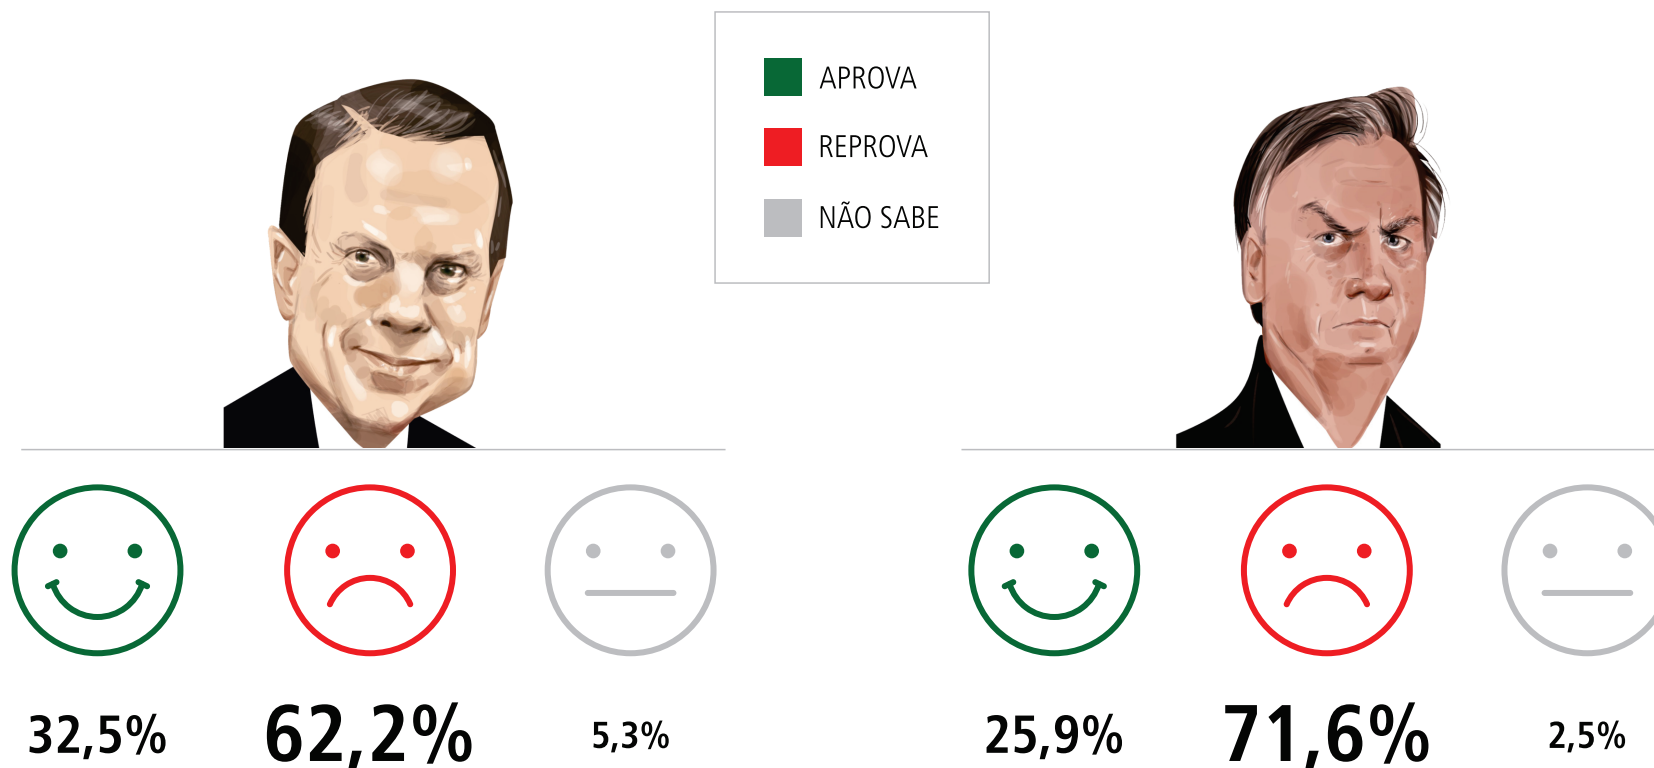 APROVA
REPROVA
NÃO SABE
32,5%
62,2%
5,3%
25,9%
71,6%
2,5%